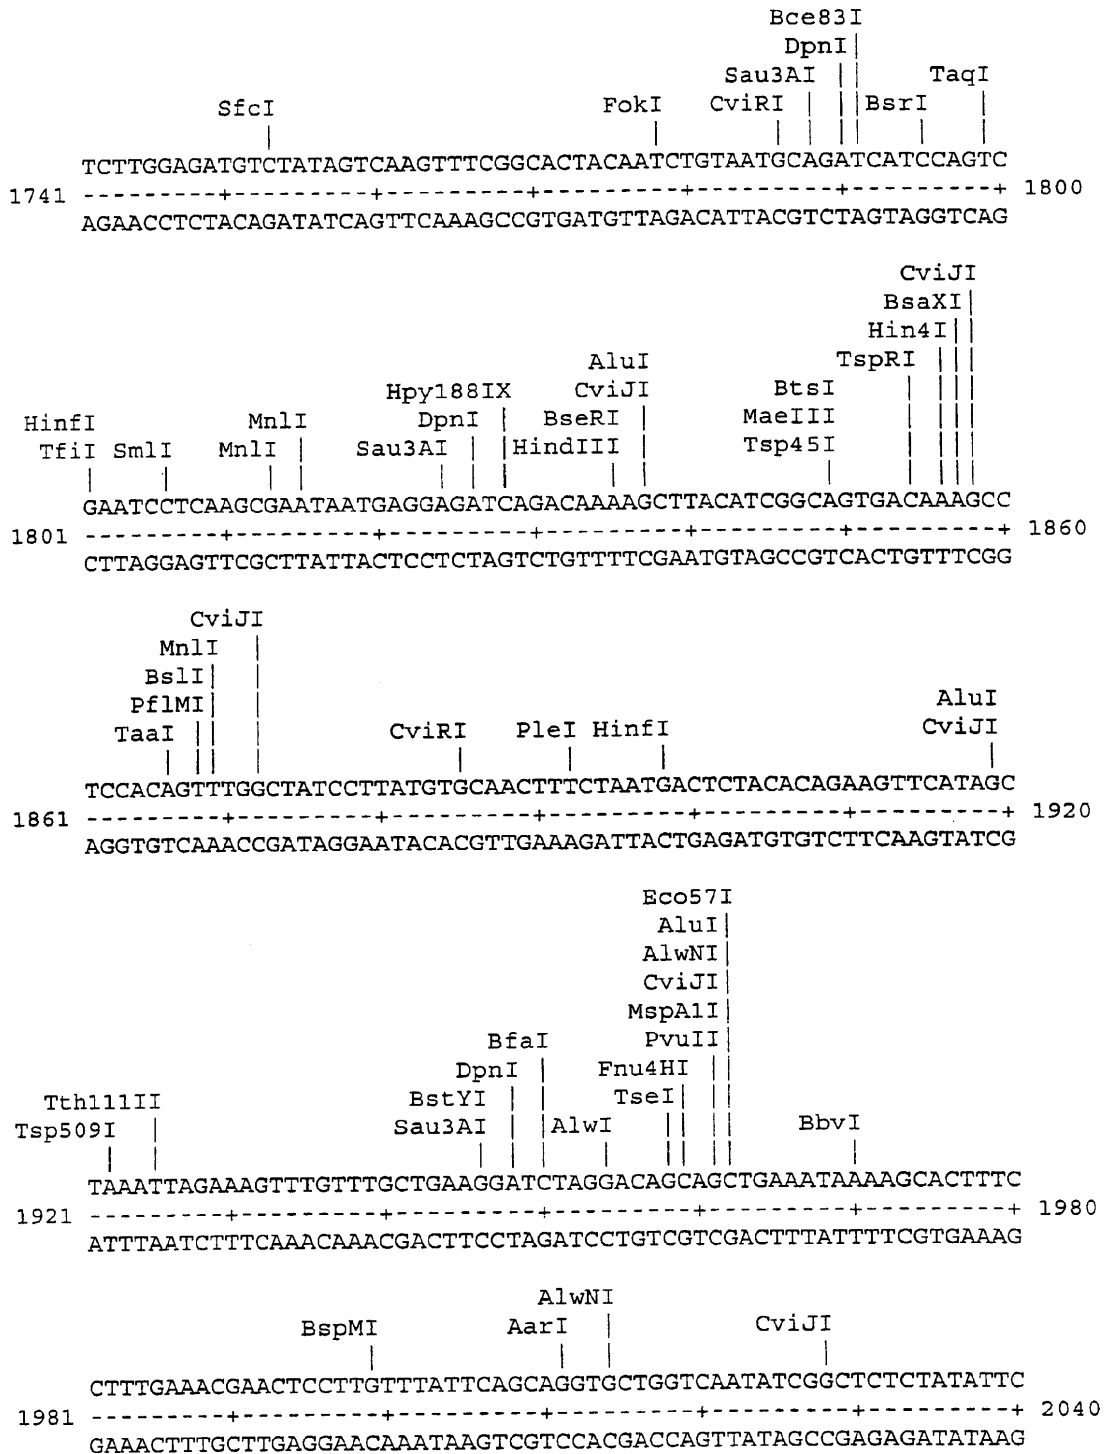 Bce83I
DpnI
Sau3AI TaqI
SfcI FokI CviRI BsrI
TCTTGGAGATGTCTATAGTCAAGTTTCGGCACTACAATCTGTAATGCAGATCATCCAGTC
1741 ---------+---------+---------+---------+---------+---------+ 1800
AGAACCTCTACAGATATCAGTTCAAAGCCGTGATGTTAGACATTACGTCTAGTAGGTCAG
CviJI
BsaXI
Hin4I
AluI TspRI
Hpy188IX CviJI BtsI
HinfI MnlI DpnI BseRI MaeIII
TfiI SmlI MnlI Sau3AI HindIII Tsp45I
GAATCCTCAAGCGAATAATGAGGAGATCAGACAAAAGCTTACATCGGCAGTGACAAAGCC
1801 ---------+---------+---------+---------+---------+---------+ 1860
CTTAGGAGTTCGCTTATTACTCCTCTAGTCTGTTTTCGAATGTAGCCGTCACTGTTTCGG
CviJI
MnlI
BslI
PflMI AluI
TaaI CviRI PleI HinfI CviJI
TCCACAGTTTGGCTATCCTTATGTGCAACTTTCTAATGACTCTACACAGAAGTTCATAGC
1861 ---------+---------+---------+---------+---------+---------+ 1920
AGGTGTCAAACCGATAGGAATACACGTTGAAAGATTACTGAGATGTGTCTTCAAGTATCG
Eco57I
AluI
AlwNI
CviJI
MspA1I
BfaI PvuII
DpnI Fnu4HI
Tth111II BstYI TseI
Tsp509I Sau3AI AlwI BbvI
TAAATTAGAAAGTTTGTTTGCTGAAGGATCTAGGACAGCAGCTGAAATAAAAGCACTTTC
1921 ---------+---------+---------+---------+---------+---------+ 1980
ATTTAATCTTTCAAACAAACGACTTCCTAGATCCTGTCGTCGACTTTATTTTCGTGAAAG
AlwNI
BspMI AarI CviJI
CTTTGAAACGAACTCCTTGTTTATTCAGCAGGTGCTGGTCAATATCGGCTCTCTATATTC
1981 ---------+---------+---------+---------+---------+---------+ 2040
GAAACTTTGCTTGAGGAACAAATAAGTCGTCCACGACCAGTTATAGCCGAGAGATATAAG